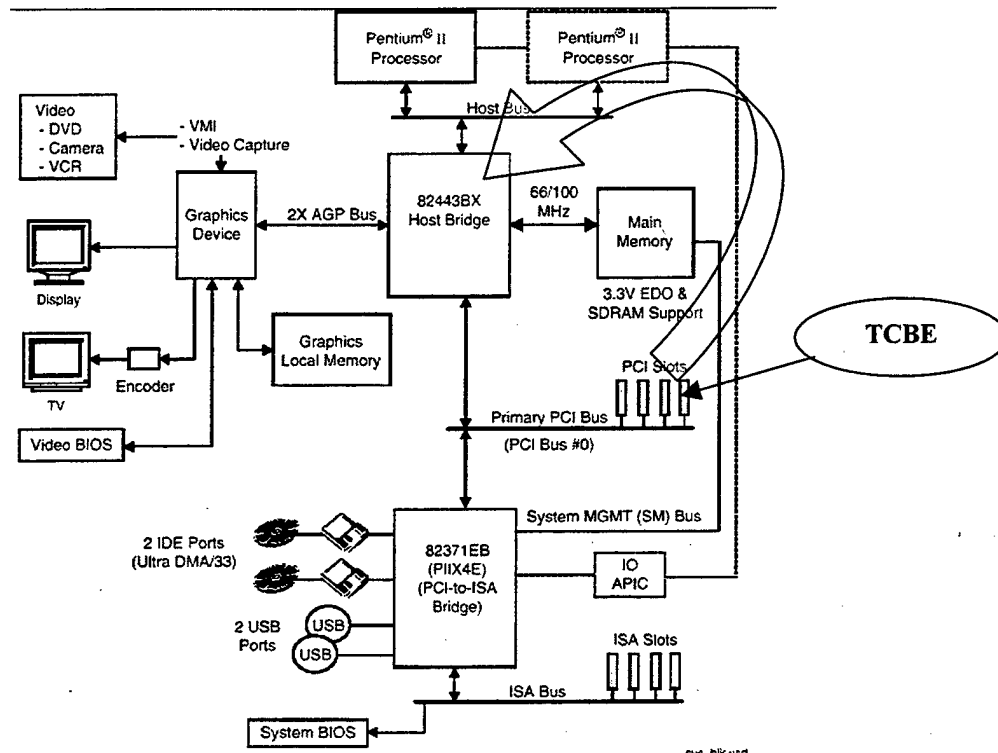 Pentium® II
Processor
Pentium® II
Processor
Host Bus
Video
- DVD
- Camera
- VCR
- VMI
- Video Capture
Graphics
Device
2X AGP Bus
82443BX
Host Bridge
66/100
MHz
Main
Memory
3.3V EDO &
SDRAM Support
Display
TV
Encoder
Graphics
Local Memory
Video BIOS
TCBE
PCI Slots
Primary PCI Bus
(PCI Bus #0)
System MGMT (SM) Bus
2 IDE Ports
(Ultra DMA/33)
82371EB
(PIIX4E)
(PCI-to-ISA
Bridge)
IO
APIC
2 USB
Ports
USB
USB
ISA Slots
ISA Bus
System BIOS